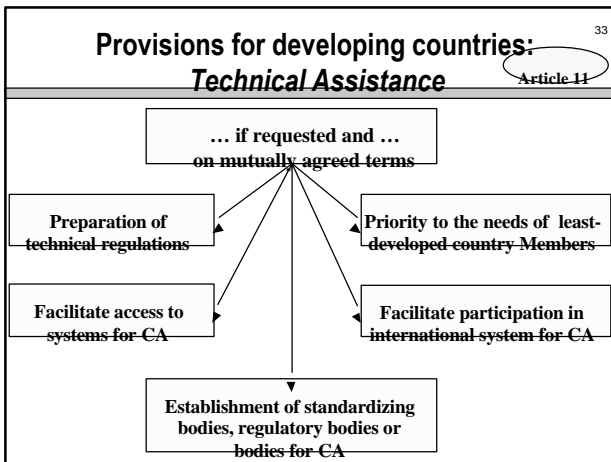 33
Provisions for developing countries:
Technical Assistance
Article 11
… if requested and …
on mutually agreed terms
Preparation of
technical regulations
Priority to the needs of least-
developed country Members
Facilitate access to
systems for CA
Facilitate participation in
international system for CA
Establishment of standardizing
bodies, regulatory bodies or
bodies for CA